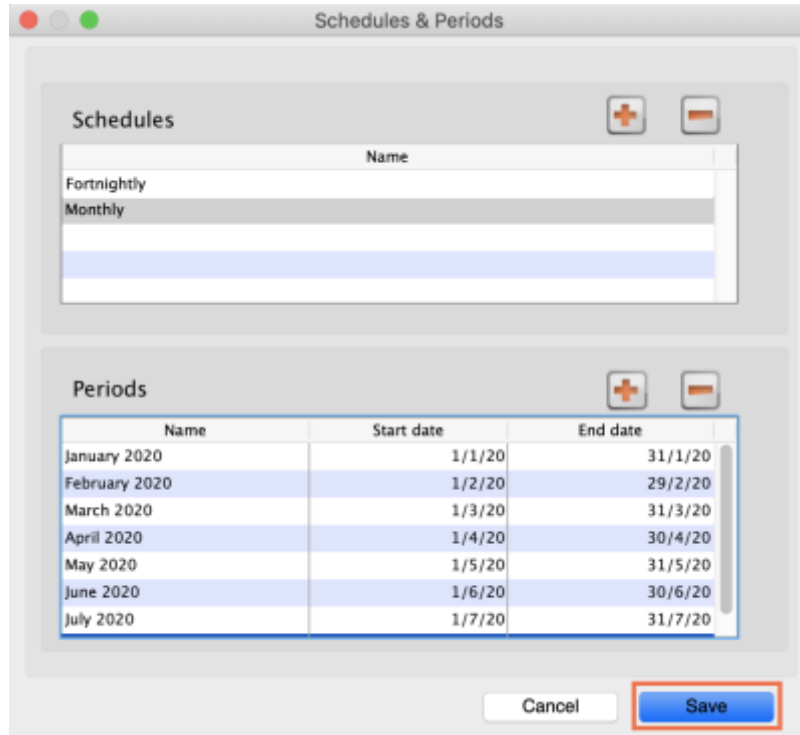 Schedules & Periods
Schedules
Name
Fortnightly
Monthly
Periods
Name Start date End date
January 2020 1/1/20 31/1/20
February 2020 1/2/20 29/2/20
March 2020 1/3/20 31/3/20
April 2020 1/4/20 30/4/20
May 2020 1/5/20 31/5/20
June 2020 1/6/20 30/6/20
July 2020 1/7/20 31/7/20
Cancel Save